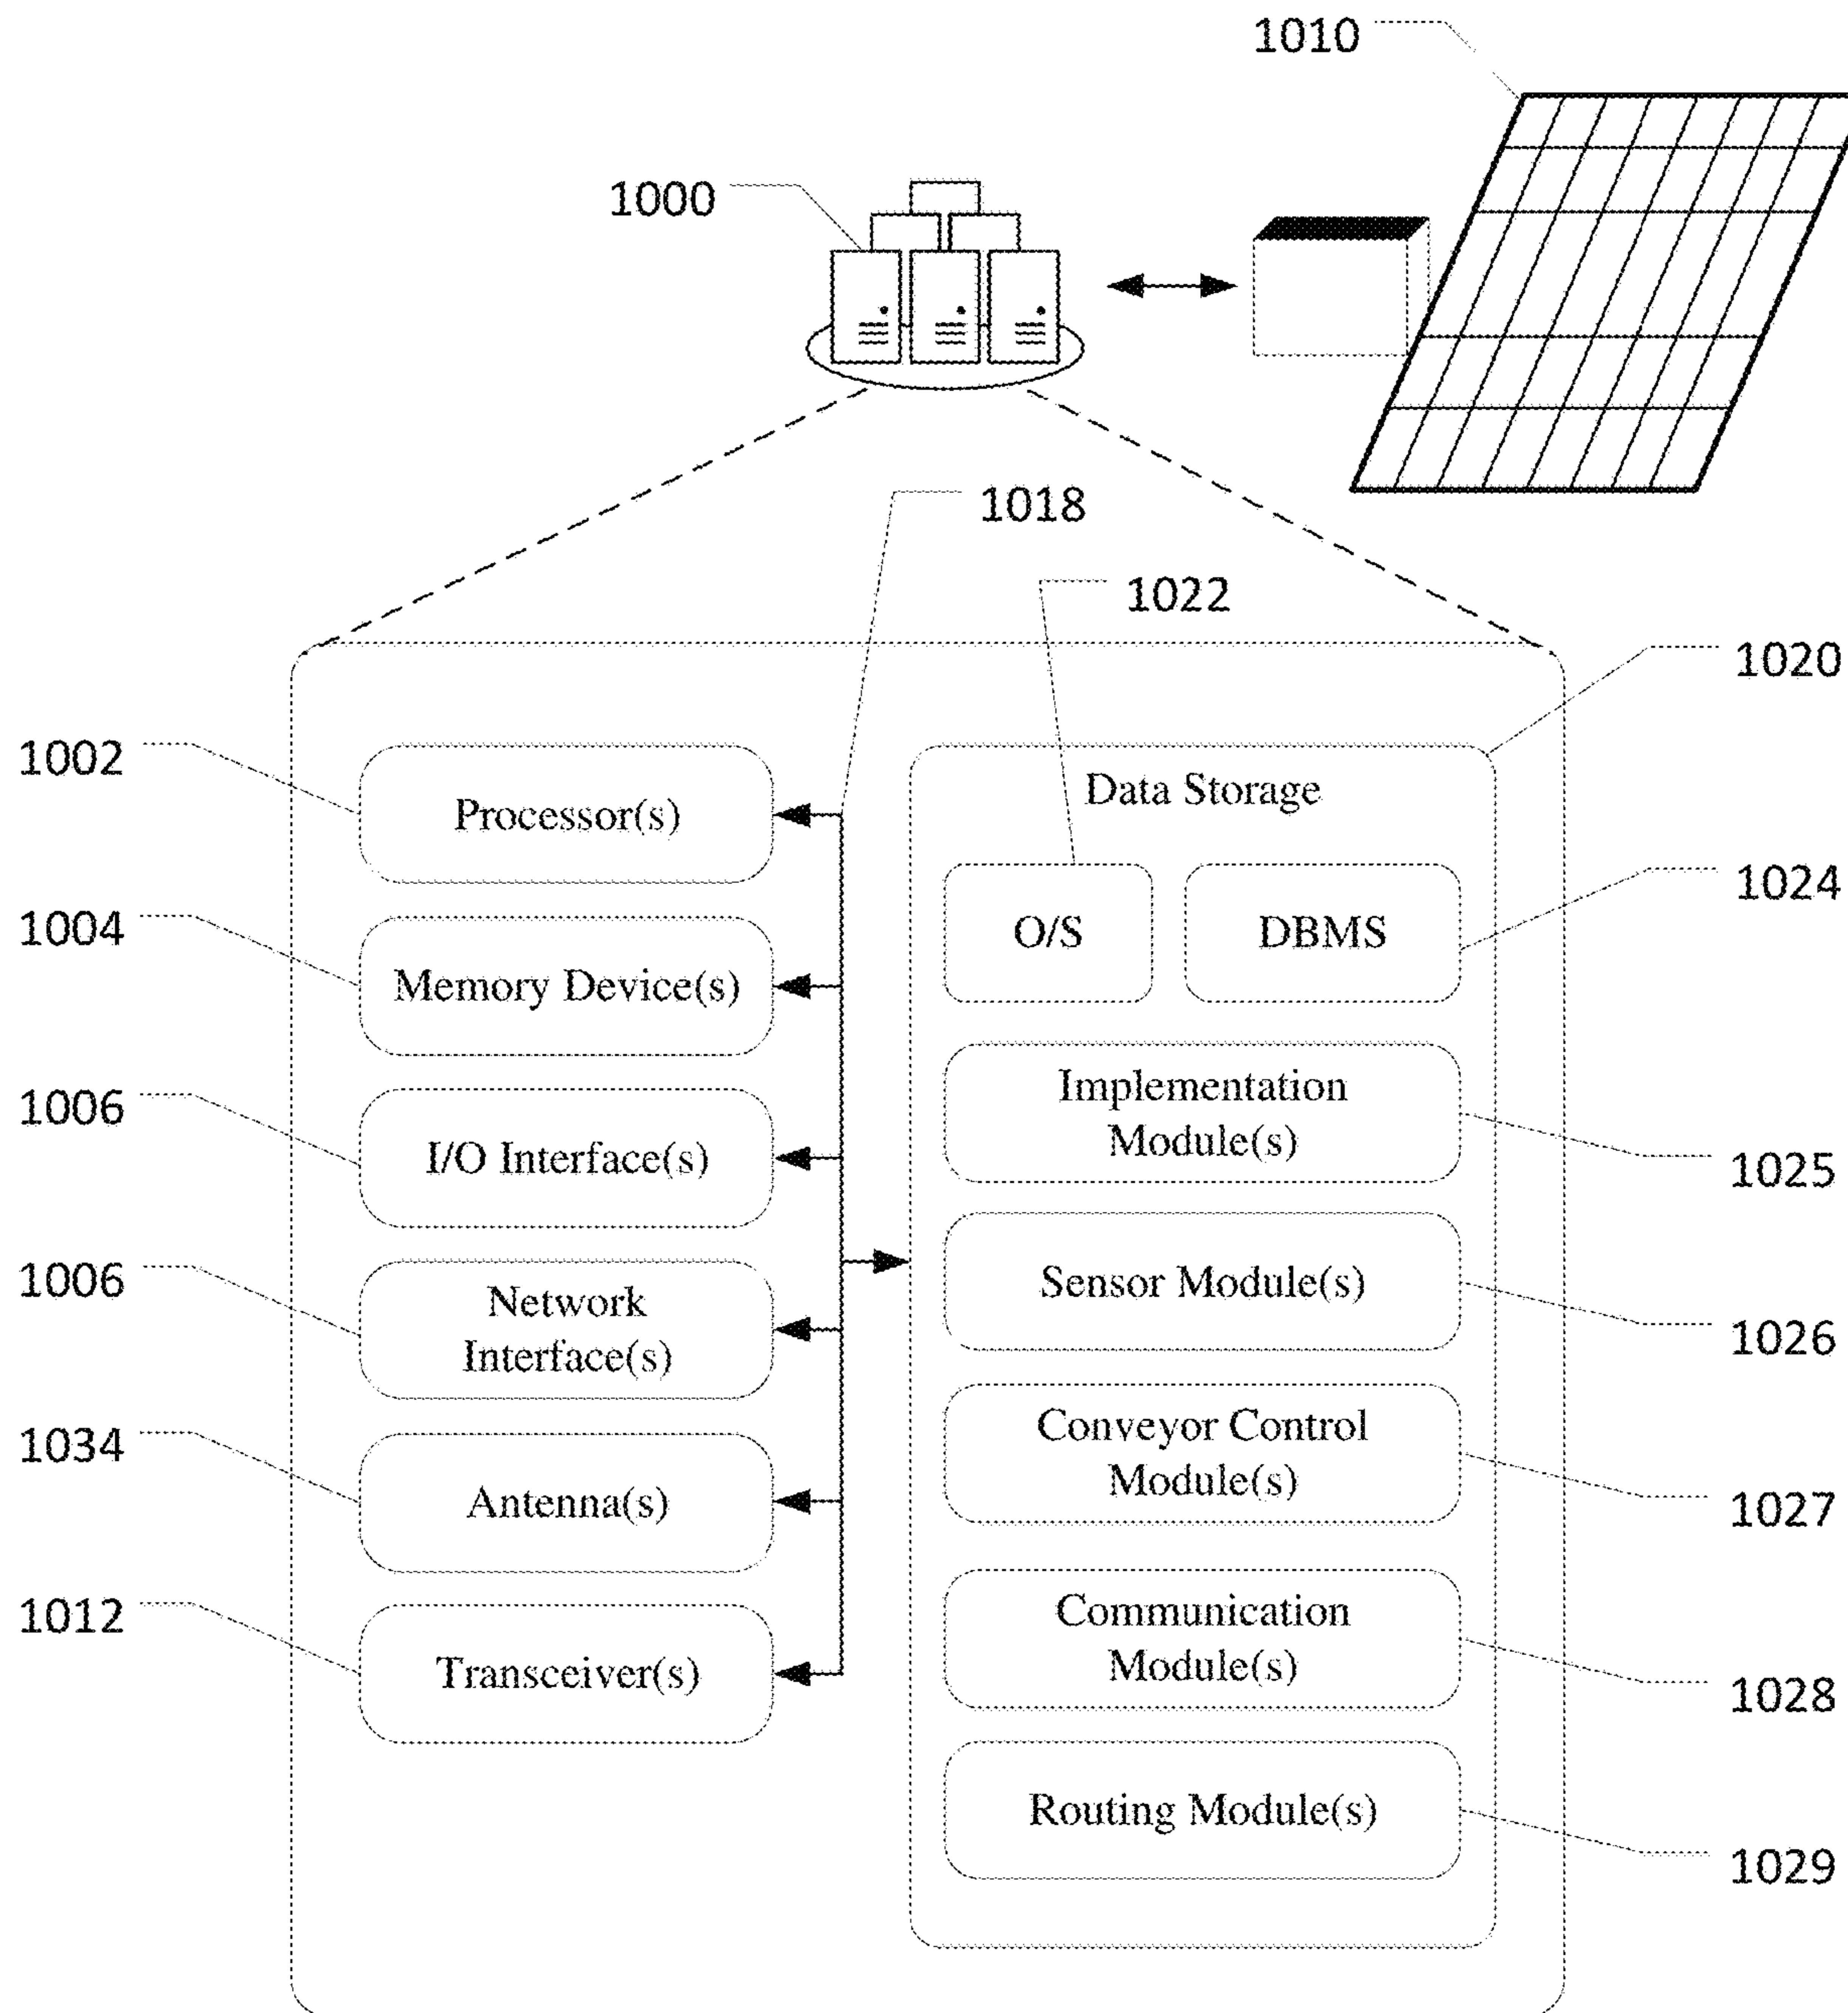 1010
1000
1018
1022
1020
1002
Processor(s)
Data Storage
1004
Memory Device(s)
O/S
DBMS
1024
1006
I/O Interface(s)
Implementation
Module(s)
1025
1006
Network
Interface(s)
Sensor Module(s)
1026
1034
Antenna(s)
Conveyor Control
Module(s)
1027
1012
Transceiver(s)
Communication
Module(s)
1028
Routing Module(s)
1029